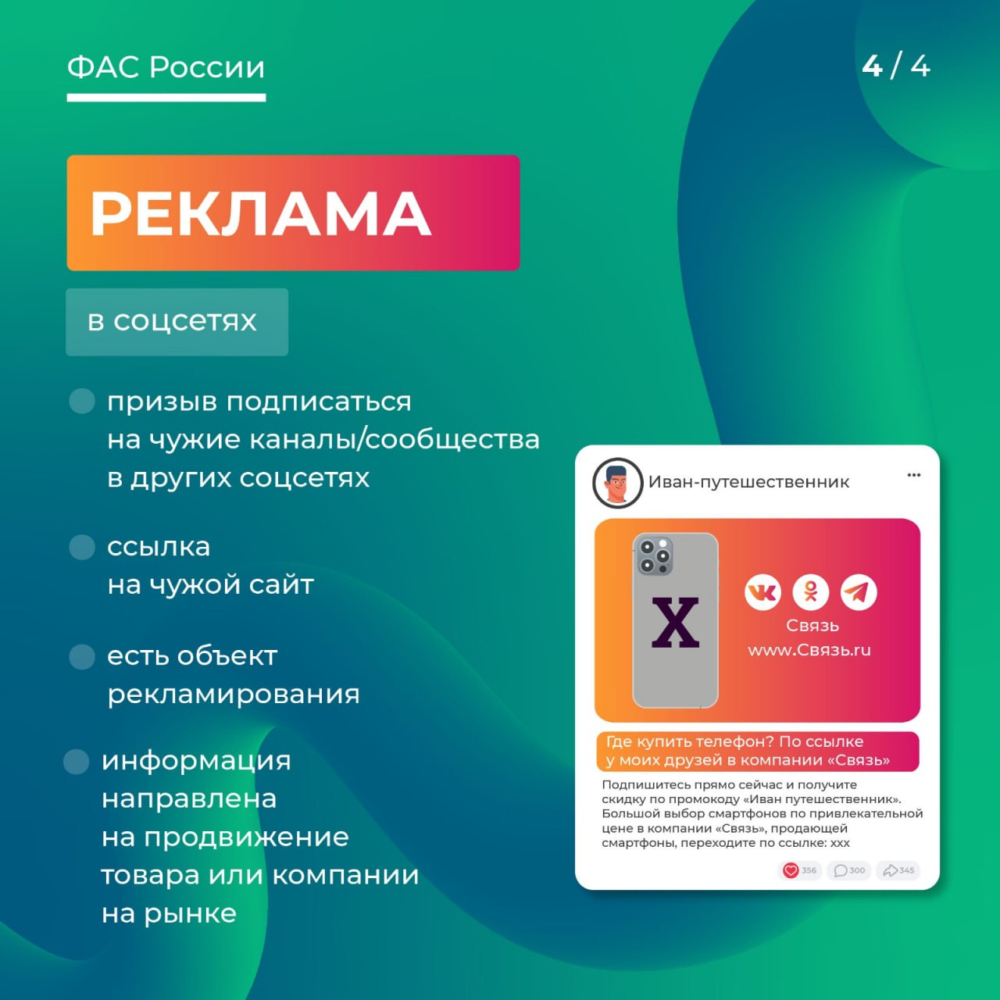 ФАС России
4 / 4
РЕКЛАМА
в соцсетях
призыв подписаться
на чужие каналы/сообщества
в других соцсетях
ссылка
на чужой сайт
есть объект
рекламирования
информация
направлена
на продвижение
товара или компании
на рынке
Иван-путешественник
...
X
Связь
www.Связь.ru
Где купить телефон? По ссылке
у моих друзей в компании «Связь»
Подпишитесь прямо сейчас и получите
скидку по промокоду «Иван путешественник».
Большой выбор смартфонов по привлекательной
цене в компании «Связь», продающей
смартфоны, переходите по ссылке: xxx
356 300 345